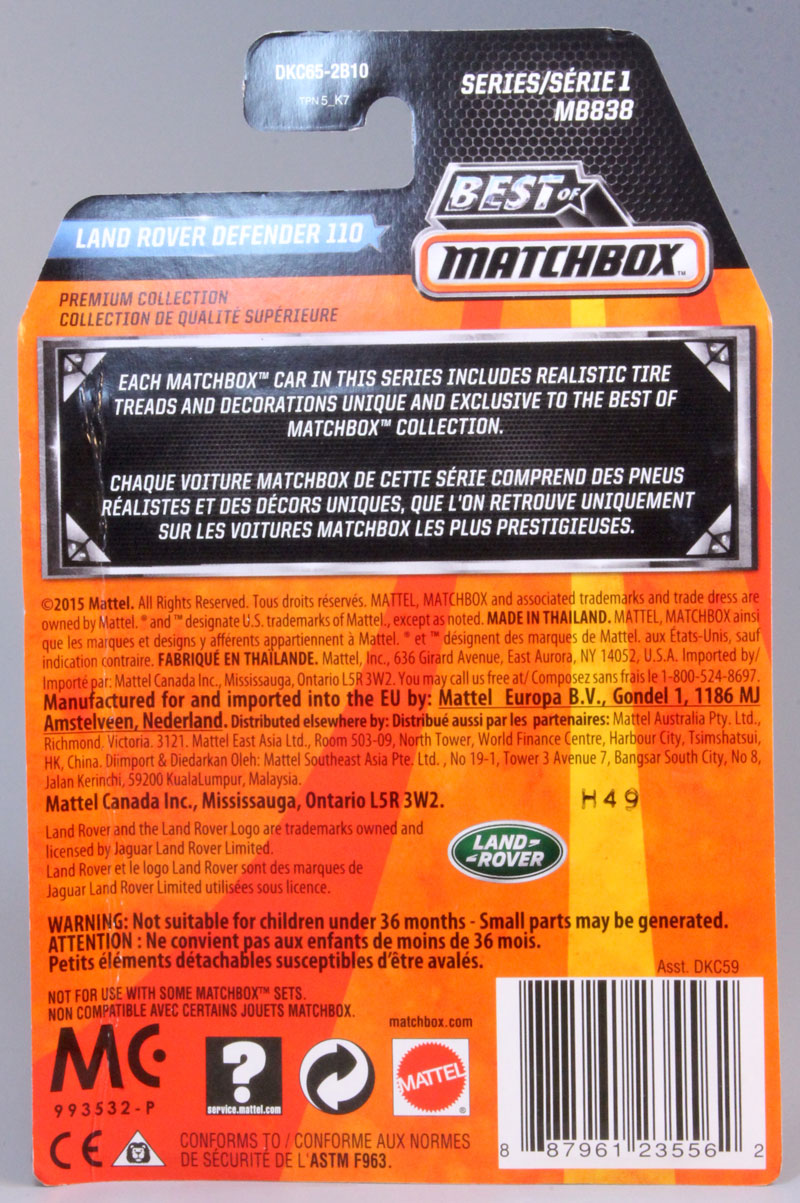 DKC65-2B10
TPN 5_K7
SERIES/SÉRIE 1
MB838
BEST OF
MATCHBOX™
LAND ROVER DEFENDER 110
PREMIUM COLLECTION
COLLECTION DE QUALITÉ SUPÉRIEURE
EACH MATCHBOX™ CAR IN THIS SERIES INCLUDES REALISTIC TIRE
TREADS AND DECORATIONS UNIQUE AND EXCLUSIVE TO THE BEST OF
MATCHBOX™ COLLECTION.
CHAQUE VOITURE MATCHBOX DE CETTE SÉRIE COMPREND DES PNEUS
RÉALISTES ET DES DÉCORS UNIQUES, QUE L'ON RETROUVE UNIQUEMENT
SUR LES VOITURES MATCHBOX LES PLUS PRESTIGIEUSES.
©2015 Mattel. All Rights Reserved. Tous droits réservés. MATTEL, MATCHBOX and associated trademarks and trade dress are
owned by Mattel. ® and ™ designate U.S. trademarks of Mattel., except as noted. MADE IN THAILAND. MATTEL, MATCHBOX ainsi
que les marques et designs y afférents appartiennent à Mattel. ® et ™ désignent des marques de Mattel. aux États-Unis, sauf
indication contraire. FABRIQUÉ EN THAÏLANDE. Mattel, Inc., 636 Girard Avenue, East Aurora, NY 14052, U.S.A. Imported by/
Importé par: Mattel Canada Inc., Mississauga, Ontario L5R 3W2. You may call us free at/ Composez sans frais le 1-800-524-8697.
Manufactured for and imported into the EU by: Mattel Europa B.V., Gondel 1, 1186 MJ
Amstelveen, Nederland. Distributed elsewhere by: Distribué aussi par les partenaires: Mattel Australia Pty. Ltd.,
Richmond. Victoria. 3121. Mattel East Asia Ltd., Room 503-09, North Tower, World Finance Centre, Harbour City, Tsimshatsui,
HK, China. Diimport & Diedarkan Oleh: Mattel Southeast Asia Pte. Ltd. , No 19-1, Tower 3 Avenue 7, Bangsar South City, No 8,
Jalan Kerinchi, 59200 KualaLumpur, Malaysia.
Mattel Canada Inc., Mississauga, Ontario L5R 3W2.
H49
Land Rover and the Land Rover Logo are trademarks owned and
licensed by Jaguar Land Rover Limited.
Land Rover et le logo Land Rover sont des marques de
Jaguar Land Rover Limited utilisées sous licence.
LAND-
-ROVER
WARNING: Not suitable for children under 36 months - Small parts may be generated.
ATTENTION : Ne convient pas aux enfants de moins de 36 mois.
Petits éléments détachables susceptibles d'être avalés.
Asst. DKC59
NOT FOR USE WITH SOME MATCHBOX™ SETS.
NON COMPATIBLE AVEC CERTAINS JOUETS MATCHBOX.
matchbox.com
MC
993532-P
?
service.mattel.com
MATTEL
®
CE
CONFORMS TO / CONFORME AUX NORMES
DE SÉCURITÉ DE L'ASTM F963.
8 87961 23556 2